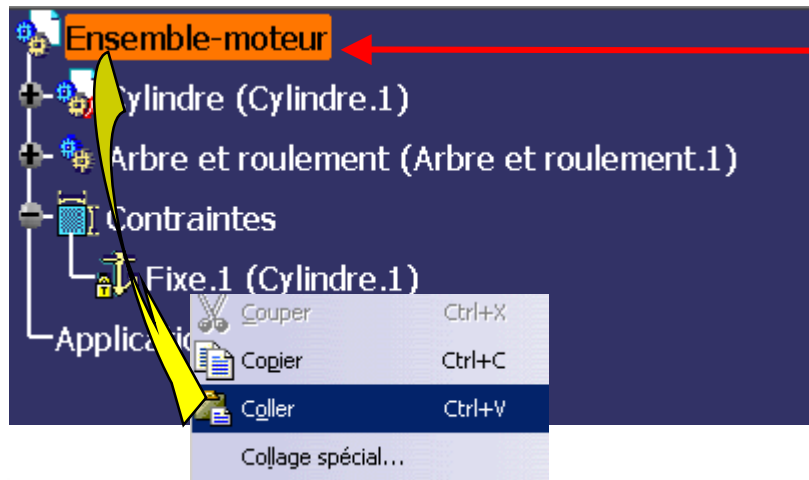 Ensemble-moteur
Cylindre (Cylindre.1)
Arbre et roulement (Arbre et roulement.1)
Contraintes
Fixe.1 (Cylindre.1)
Couper Ctrl+X
Copier Ctrl+C
Coller Ctrl+V
Collage spécial...